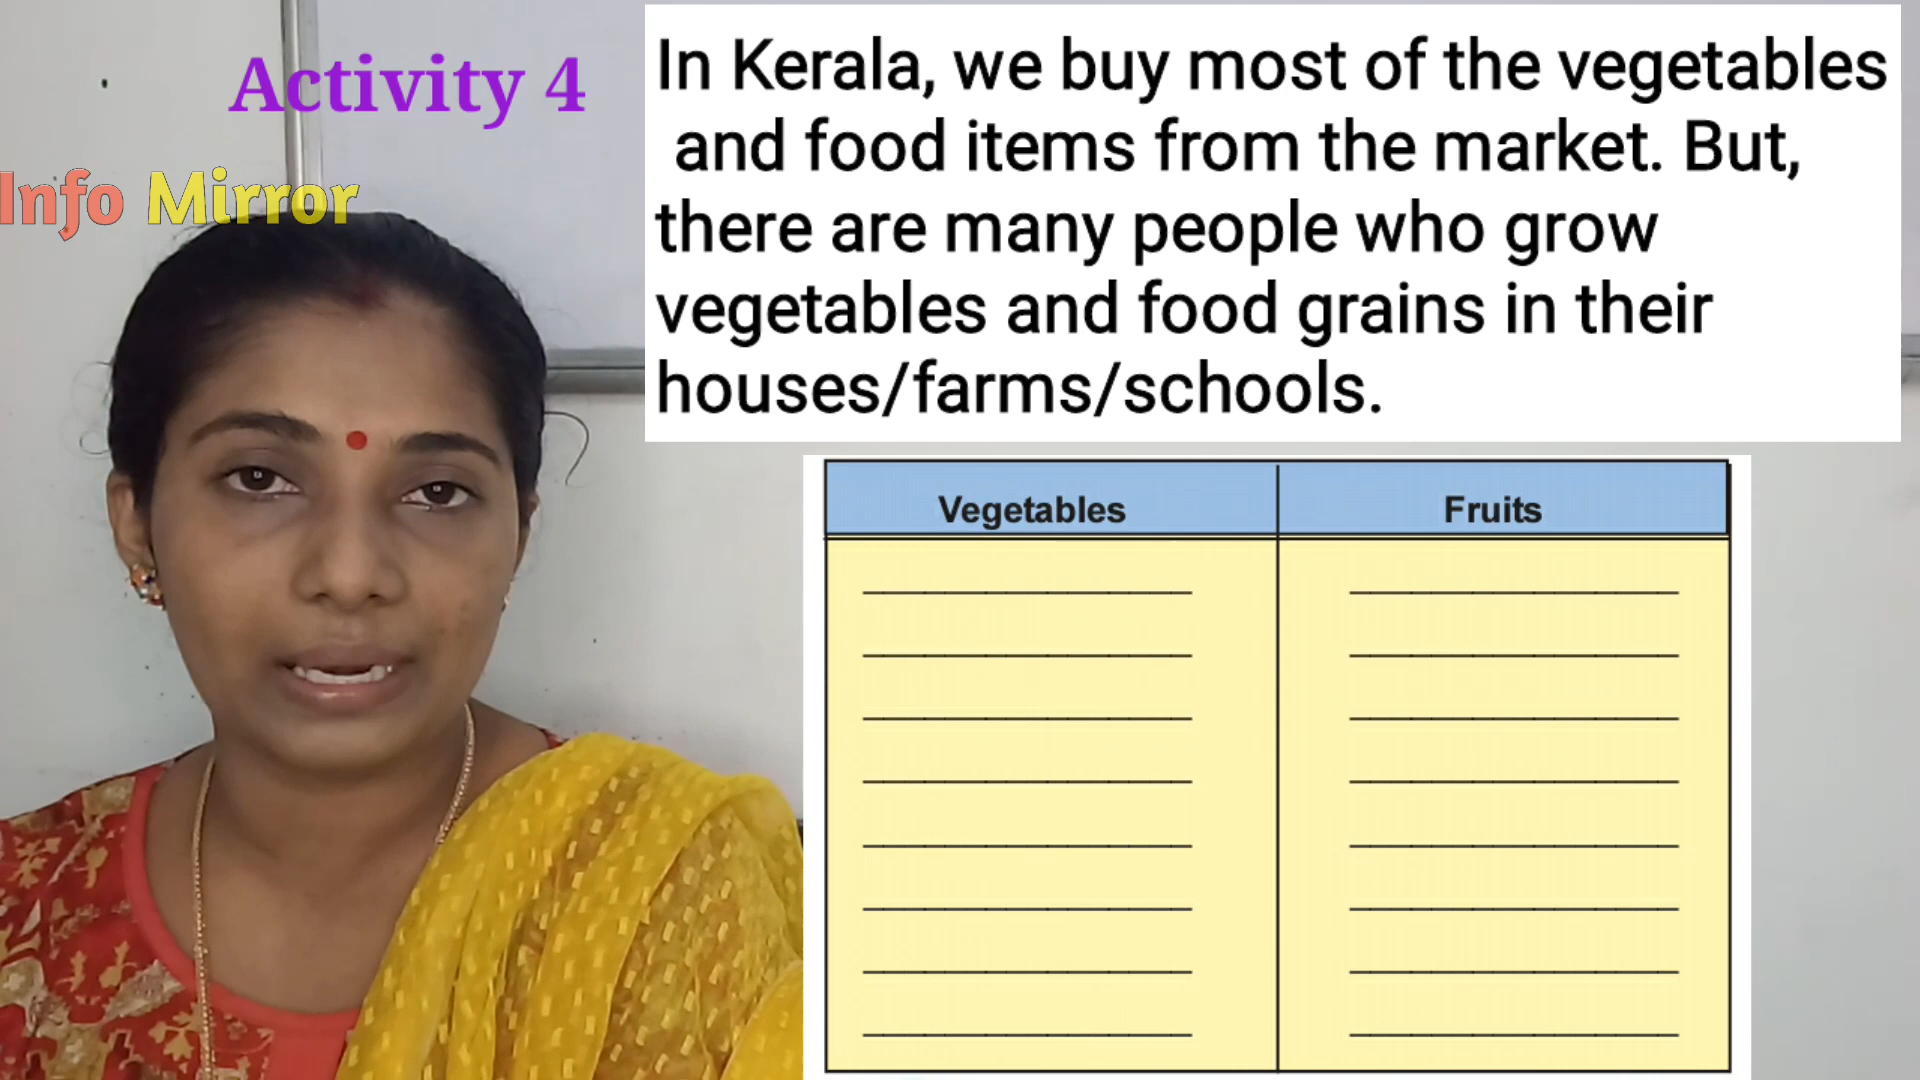 Activity 4
Info Mirror
In Kerala, we buy most of the vegetables
and food items from the market. But,
there are many people who grow
vegetables and food grains in their
houses/farms/schools.
Vegetables
Fruits